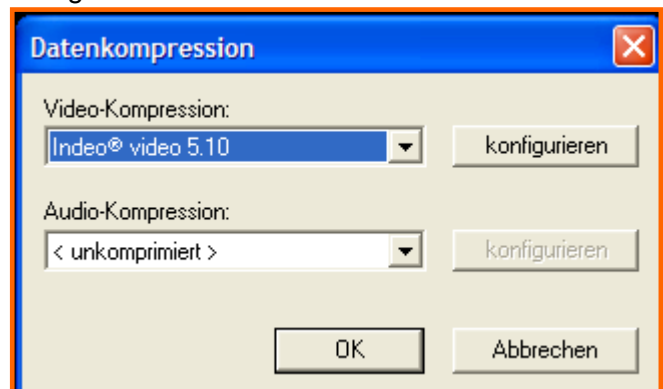 Datenkompression
Video-Kompression:
Indeo® video 5.10
konfigurieren
Audio-Kompression:
< unkomprimiert >
konfigurieren
OK
Abbrechen